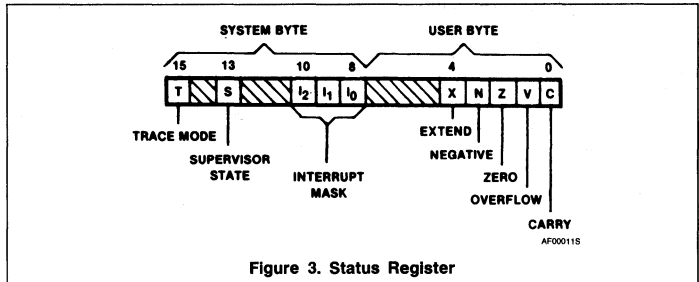 SYSTEM BYTE USER BYTE
15 13 10 8 4 0
T S I2 I1 I0 X N Z V C
TRACE MODE
SUPERVISOR
STATE
INTERRUPT
MASK
EXTEND
NEGATIVE
ZERO
OVERFLOW
CARRY
AF00011S
Figure 3. Status Register